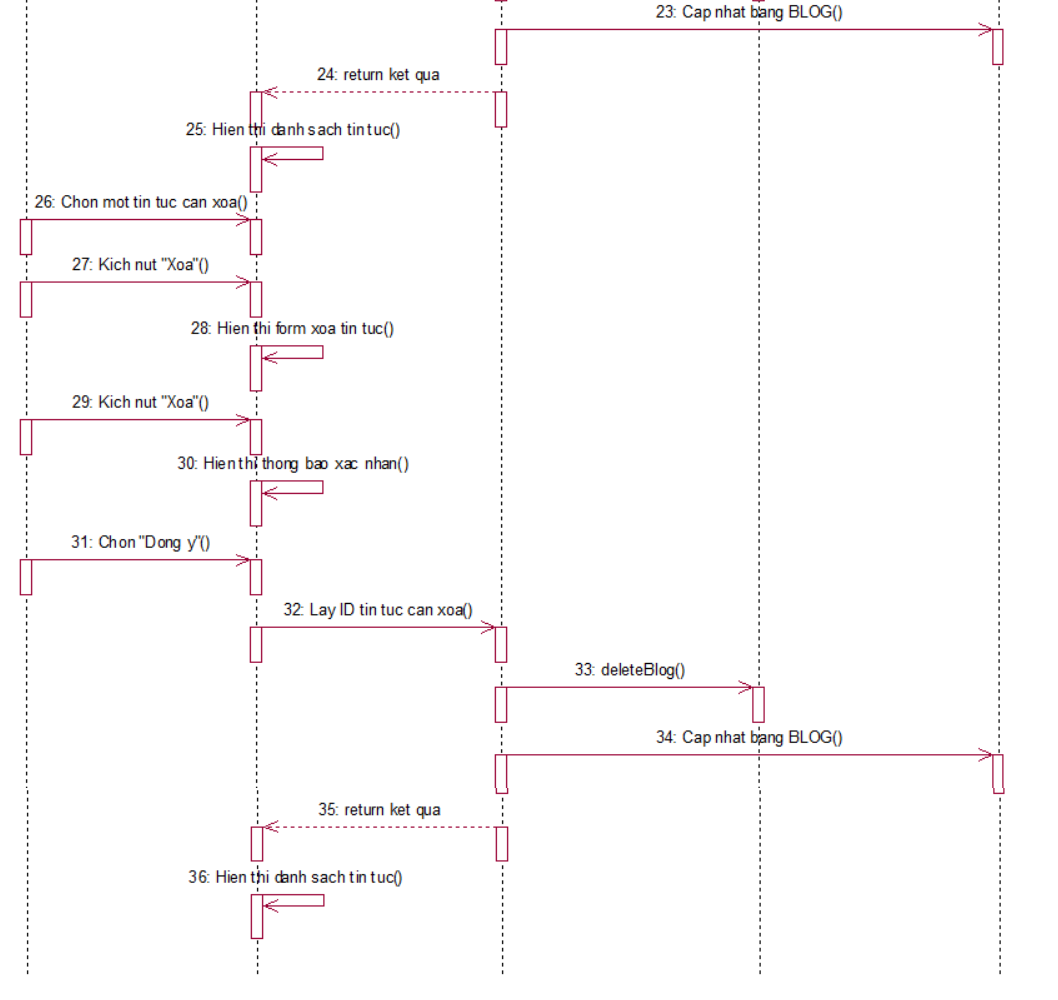 23: Cap nhat bang BLOG()
24: return ket qua
25: Hien thi danh sach tin tuc()
26: Chon mot tin tuc can xoa()
27: Kich nut "Xoa"()
28: Hien thi form xoa tin tuc()
29: Kich nut "Xoa"()
30: Hien thi thong bao xac nhan()
31: Chon "Dong y"()
32: Lay ID tin tuc can xoa()
33: deleteBlog()
34: Cap nhat bang BLOG()
35: return ket qua
36: Hien thi danh sach tin tuc()